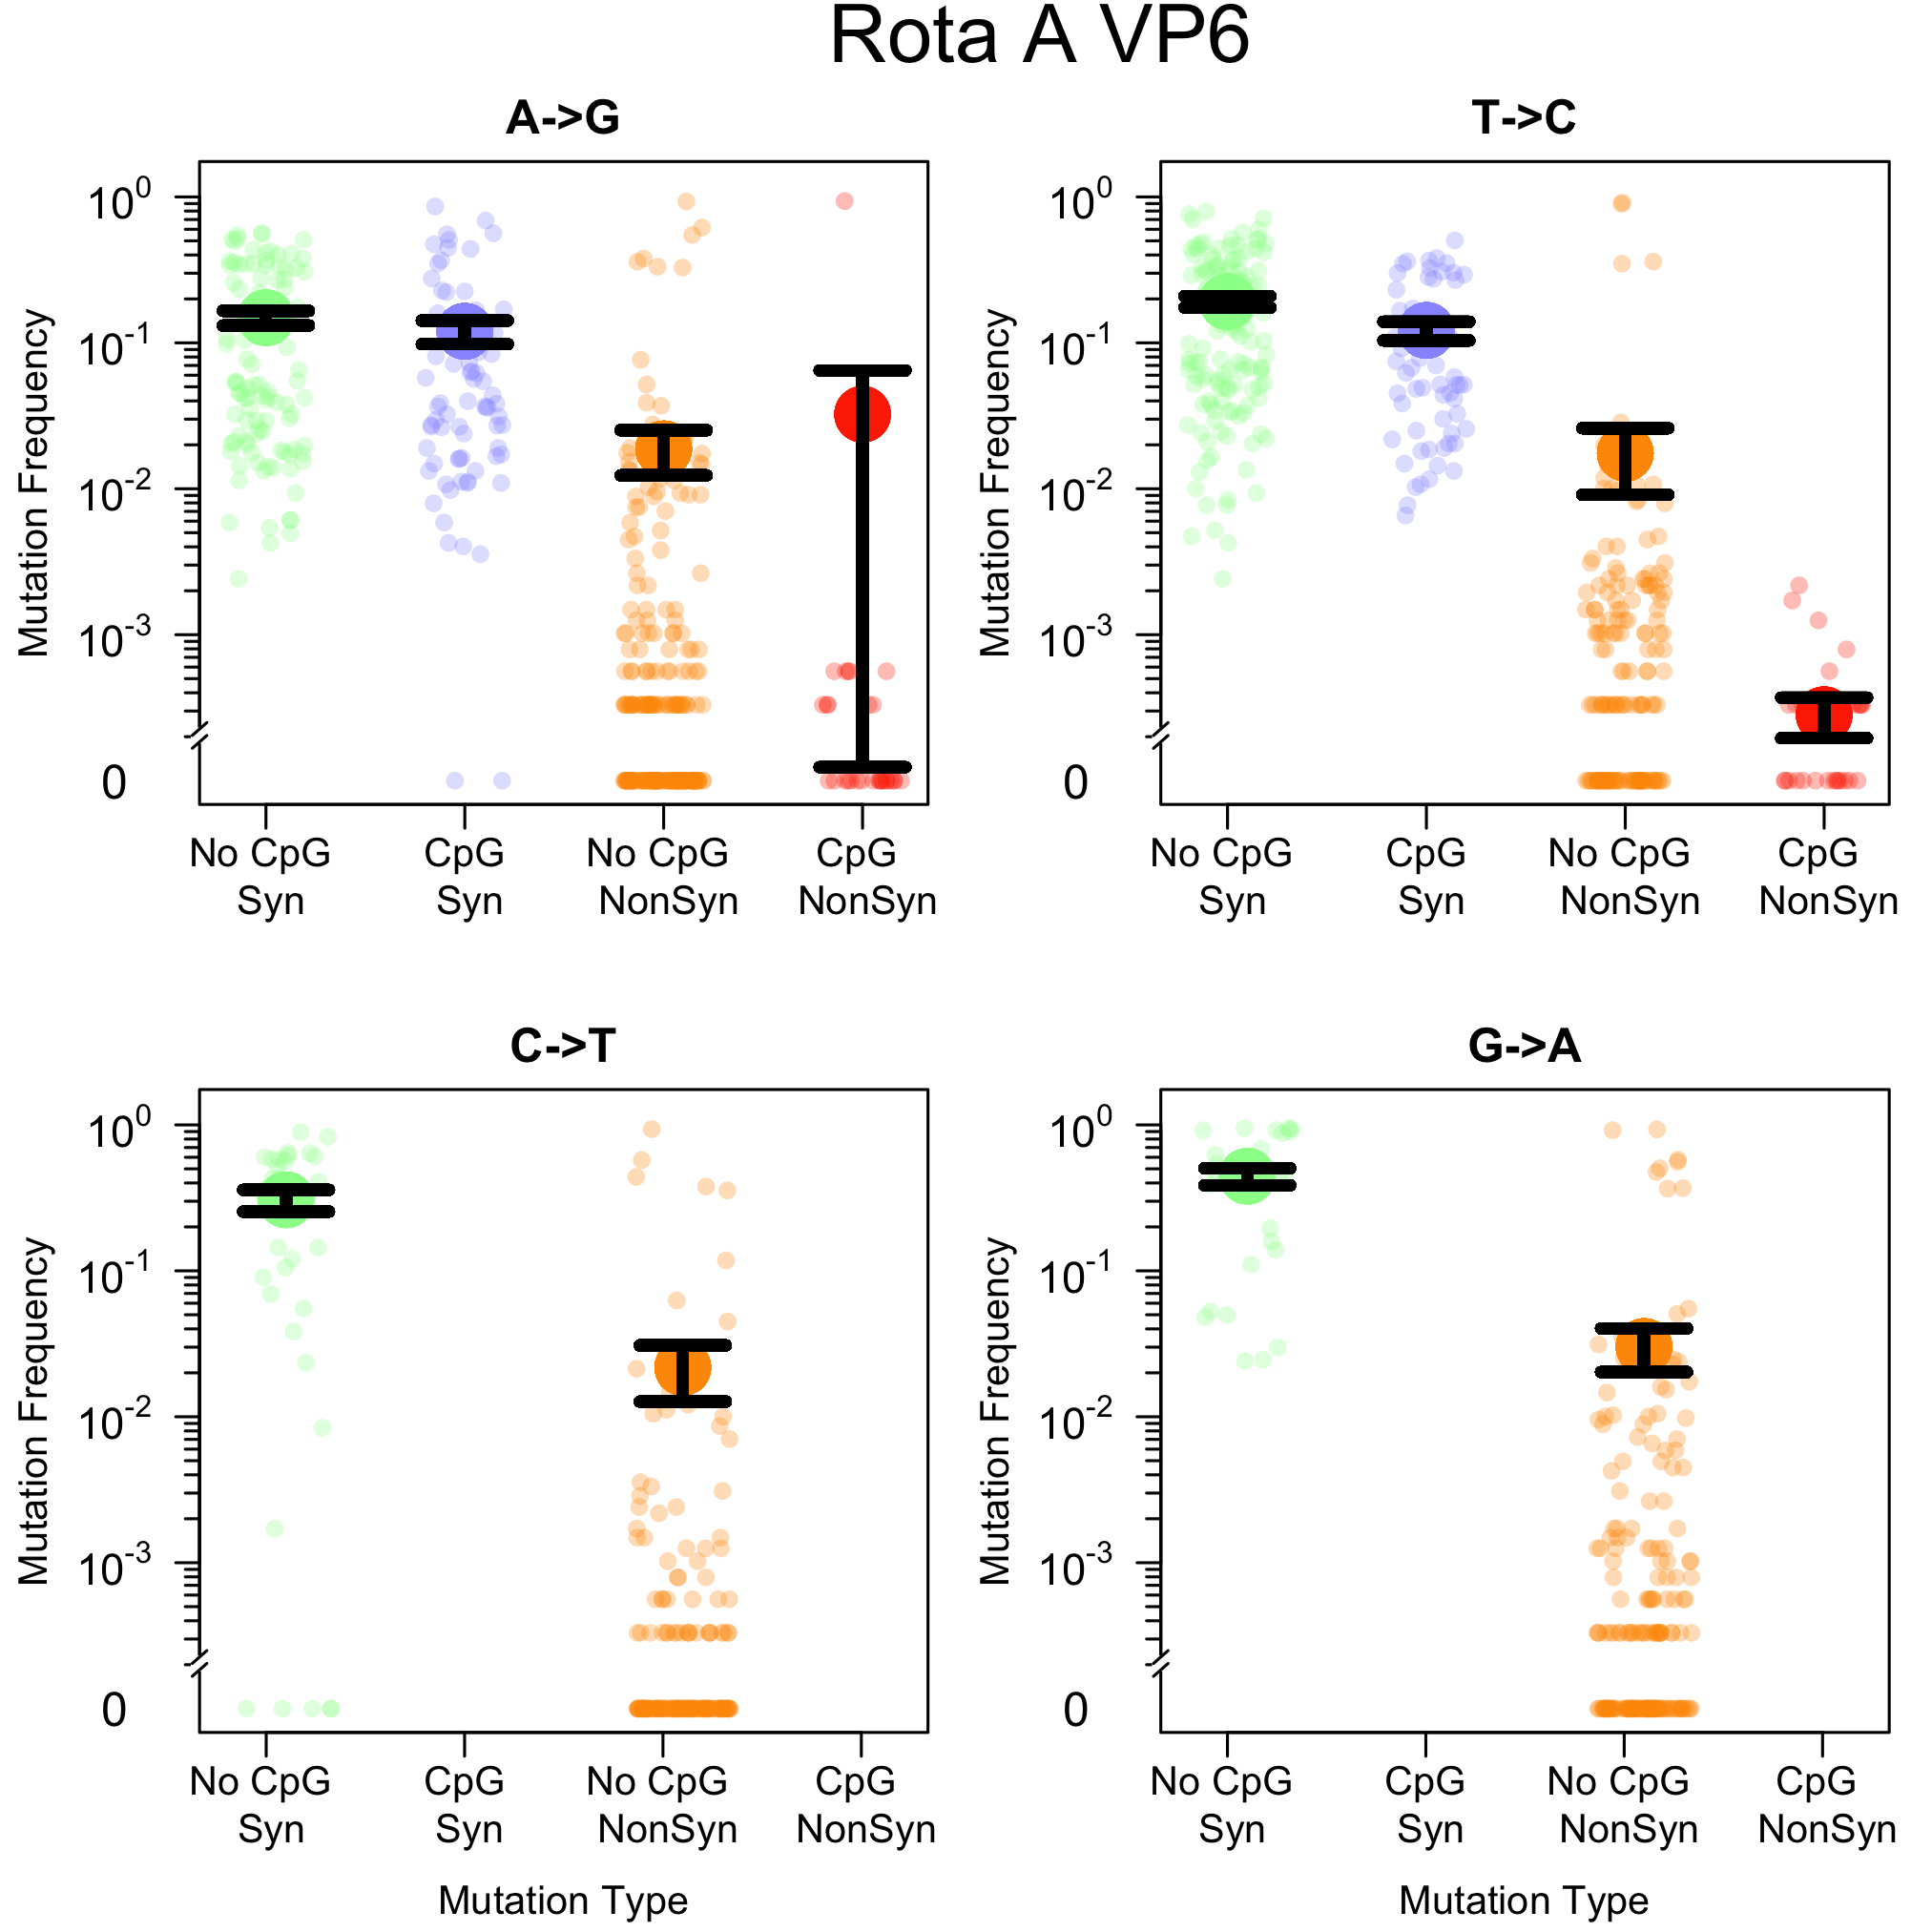 Rota A VP6
A->G
Mutation Frequency
10^0
10^-1
10^-2
10^-3
0
No CpG CpG No CpG CpG
Syn Syn NonSyn NonSyn
T->C
Mutation Frequency
10^0
10^-1
10^-2
10^-3
0
No CpG CpG No CpG CpG
Syn Syn NonSyn NonSyn
C->T
Mutation Frequency
10^0
10^-1
10^-2
10^-3
0
No CpG CpG No CpG CpG
Syn Syn NonSyn NonSyn
Mutation Type
G->A
Mutation Frequency
10^0
10^-1
10^-2
10^-3
0
No CpG CpG No CpG CpG
Syn Syn NonSyn NonSyn
Mutation Type